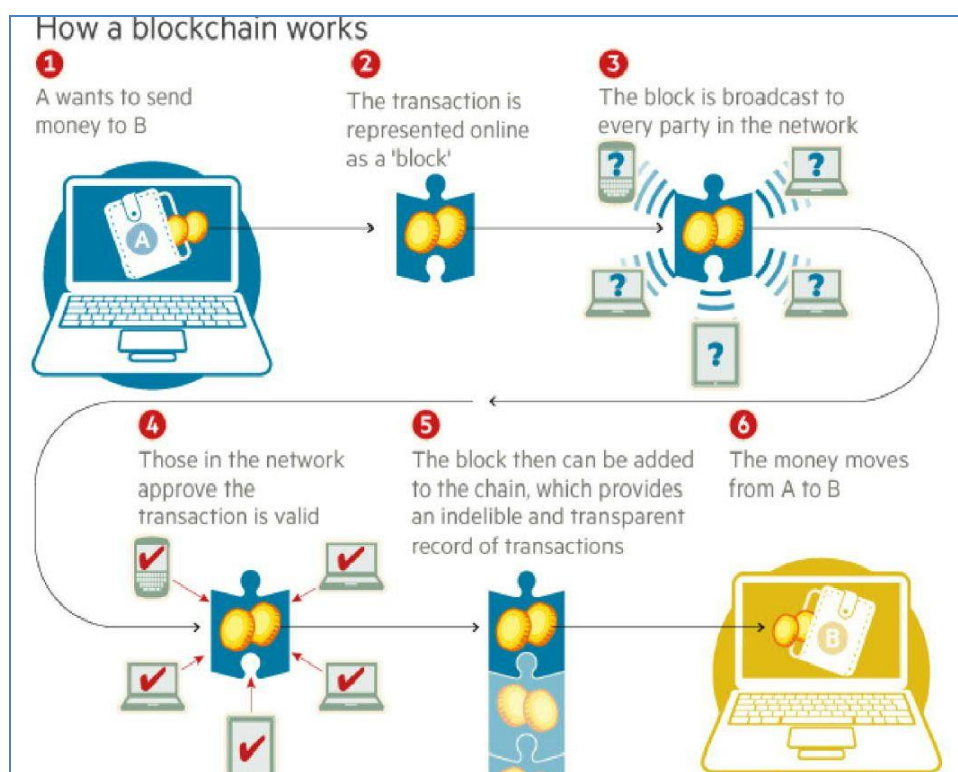 How a blockchain works
1
A wants to send
money to B
2
The transaction is
represented online
as a 'block'
3
The block is broadcast to
every party in the network
?
?
A
?
?
?
4
Those in the network
approve the
transaction is valid
5
The block then can be added
to the chain, which provides
an indelible and transparent
record of transactions
6
The money moves
from A to B
B